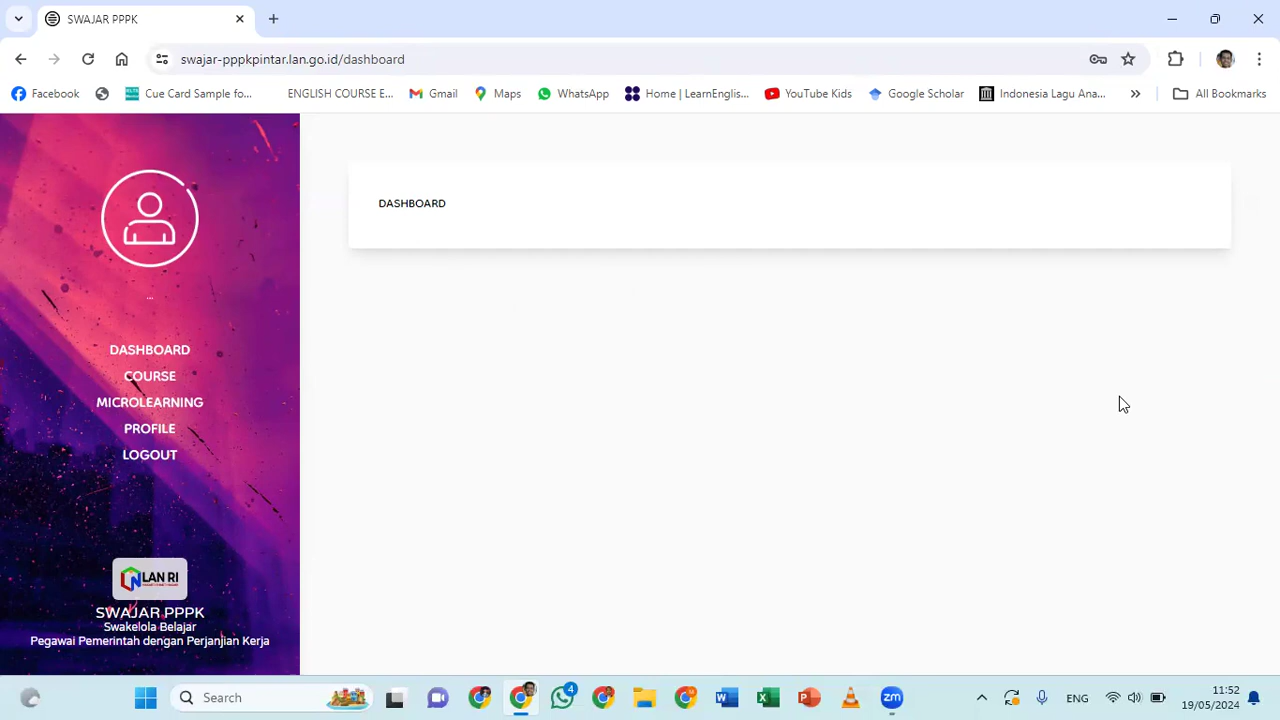 SWAJAR PPPK
swajar-pppkpintar.lan.go.id/dashboard
Facebook
Cue Card Sample fo...
ENGLISH COURSE E...
Gmail
Maps
WhatsApp
Home | LearnEnglis...
YouTube Kids
Google Scholar
Indonesia Lagu Ana...
All Bookmarks
DASHBOARD
...
DASHBOARD
COURSE
MICROLEARNING
PROFILE
LOGOUT
LAN RI
SWAJAR PPPK
Swakelola Belajar
Pegawai Pemerintah dengan Perjanjian Kerja
Search
4
zm
ENG
11:52
19/05/2024